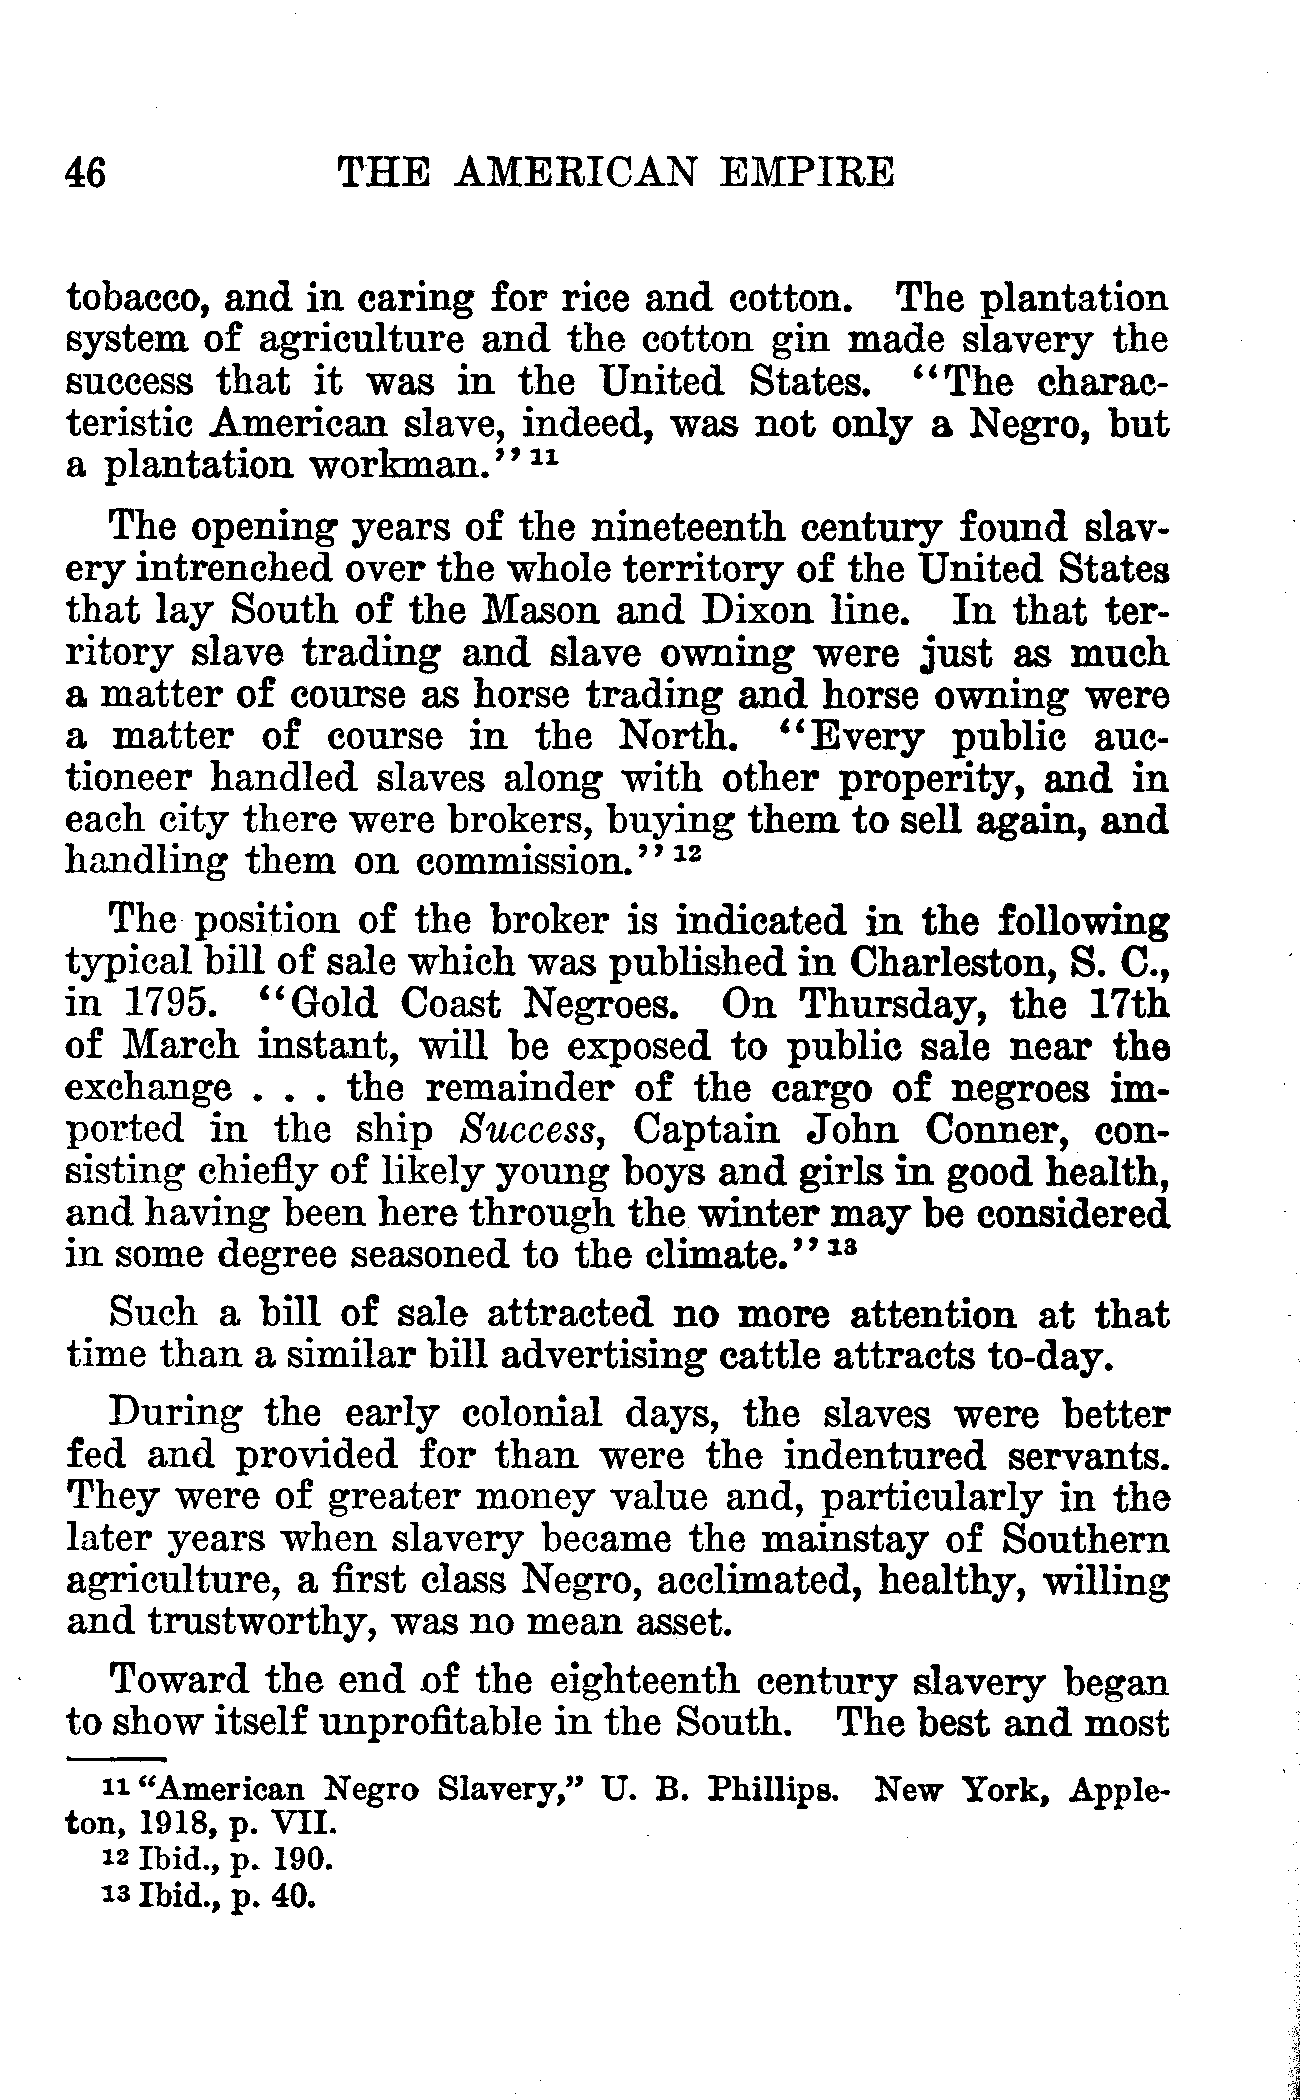 46 THE AMERICAN EMPIRE
tobacco, and in caring for rice and cotton. The plantation
system of agriculture and the cotton gin made slavery the
success that it was in the United States. "The charac-
teristic American slave, indeed, was not only a Negro, but
a plantation workman." 11
The opening years of the nineteenth century found slav-
ery intrenched over the whole territory of the United States
that lay South of the Mason and Dixon line. In that ter-
ritory slave trading and slave owning were just as much
a matter of course as horse trading and horse owning were
a matter of course in the North. "Every public auc-
tioneer handled slaves along with other properity, and in
each city there were brokers, buying them to sell again, and
handling them on commission." 12
The position of the broker is indicated in the following
typical bill of sale which was published in Charleston, S. C.,
in 1795. "Gold Coast Negroes. On Thursday, the 17th
of March instant, will be exposed to public sale near the
exchange . . . the remainder of the cargo of negroes im-
ported in the ship Success, Captain John Conner, con-
sisting chiefly of likely young boys and girls in good health,
and having been here through the winter may be considered
in some degree seasoned to the climate." 13
Such a bill of sale attracted no more attention at that
time than a similar bill advertising cattle attracts to-day.
During the early colonial days, the slaves were better
fed and provided for than were the indentured servants.
They were of greater money value and, particularly in the
later years when slavery became the mainstay of Southern
agriculture, a first class Negro, acclimated, healthy, willing
and trustworthy, was no mean asset.
Toward the end of the eighteenth century slavery began
to show itself unprofitable in the South. The best and most
11 "American Negro Slavery," U. B. Phillips. New York, Apple-
ton, 1918, p. VII.
12 Ibid., p. 190.
13 Ibid., p. 40.